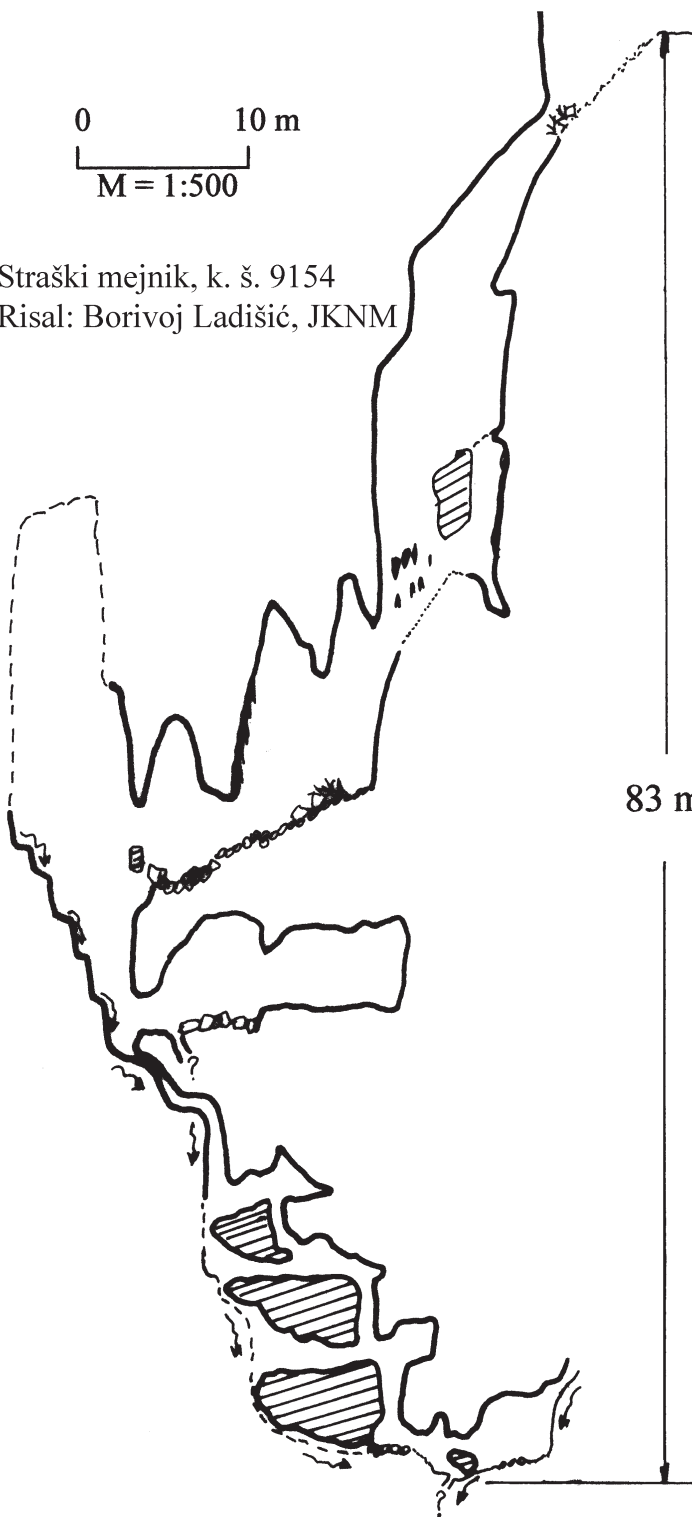 0 10 m
M = 1:500
Straški mejnik, k. š. 9154
Risal: Borivoj Ladišić, JKNM
83 m
?
?